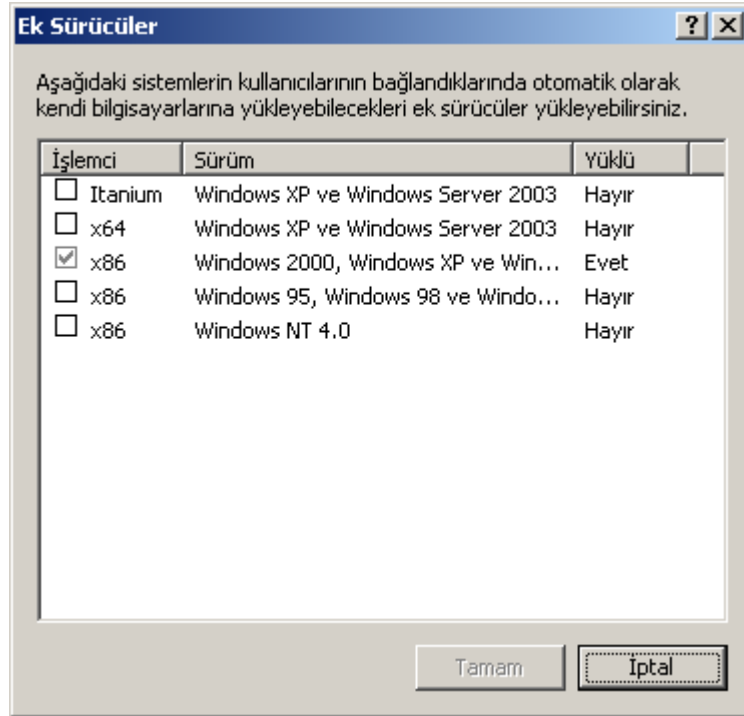 Ek Sürücüler
Aşağıdaki sistemlerin kullanıcılarının bağlandıklarında otomatik olarak
kendi bilgisayarlarına yükleyebilecekleri ek sürücüler yükleyebilirsiniz.
İşlemci Sürüm Yüklü
Itanium Windows XP ve Windows Server 2003 Hayır
x64 Windows XP ve Windows Server 2003 Hayır
x86 Windows 2000, Windows XP ve Win... Evet
x86 Windows 95, Windows 98 ve Windo... Hayır
x86 Windows NT 4.0 Hayır
Tamam İptal